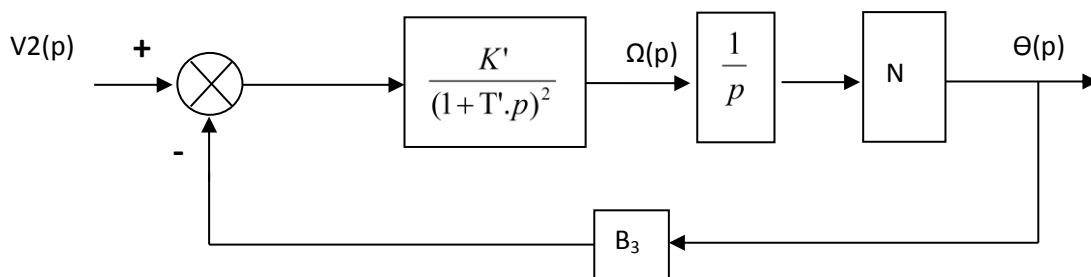 V2(p)
+
-
K'
(1+T'.p)²
Ω(p)
1
p
N
Θ(p)
B₃